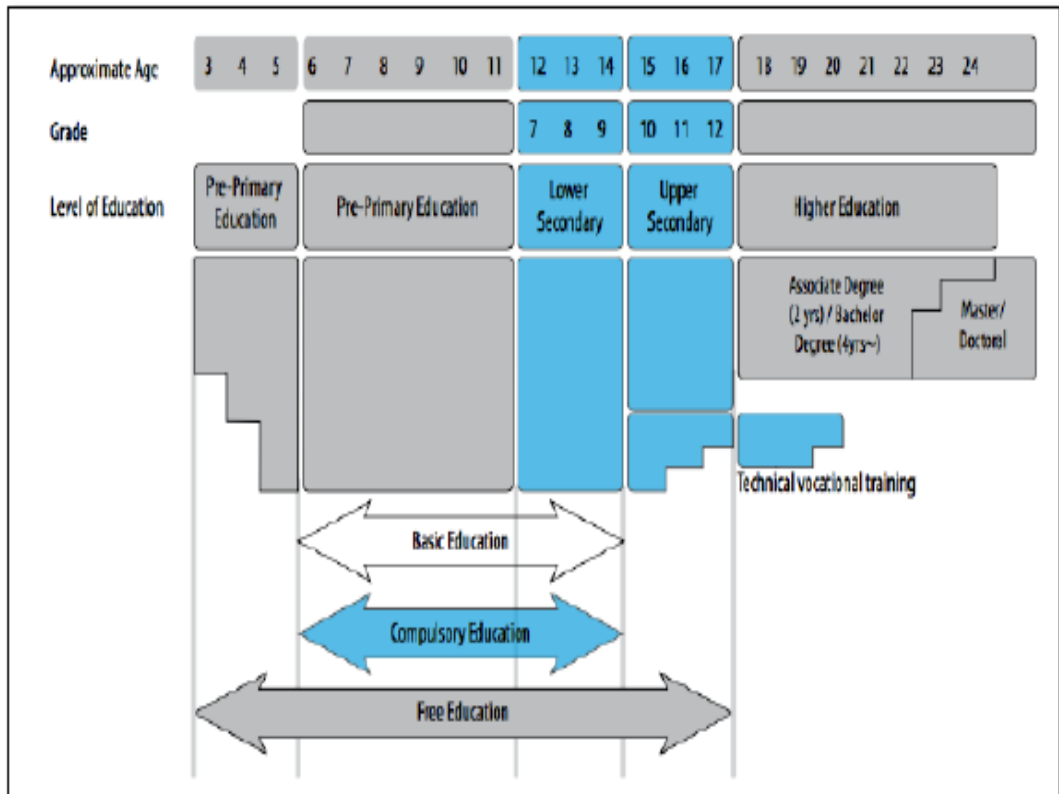 Approximate Age 3 4 5 6 7 8 9 10 11 12 13 14 15 16 17 18 19 20 21 22 23 24
Grade 7 8 9 10 11 12
Level of Education
Pre-Primary
Education
Pre-Primary Education
Lower
Secondary
Upper
Secondary
Higher Education
Associate Degree
(2 yrs) / Bachelor
Degree (4yrs~)
Master/
Doctoral
Technical vocational training
Basic Education
Compulsory Education
Free Education